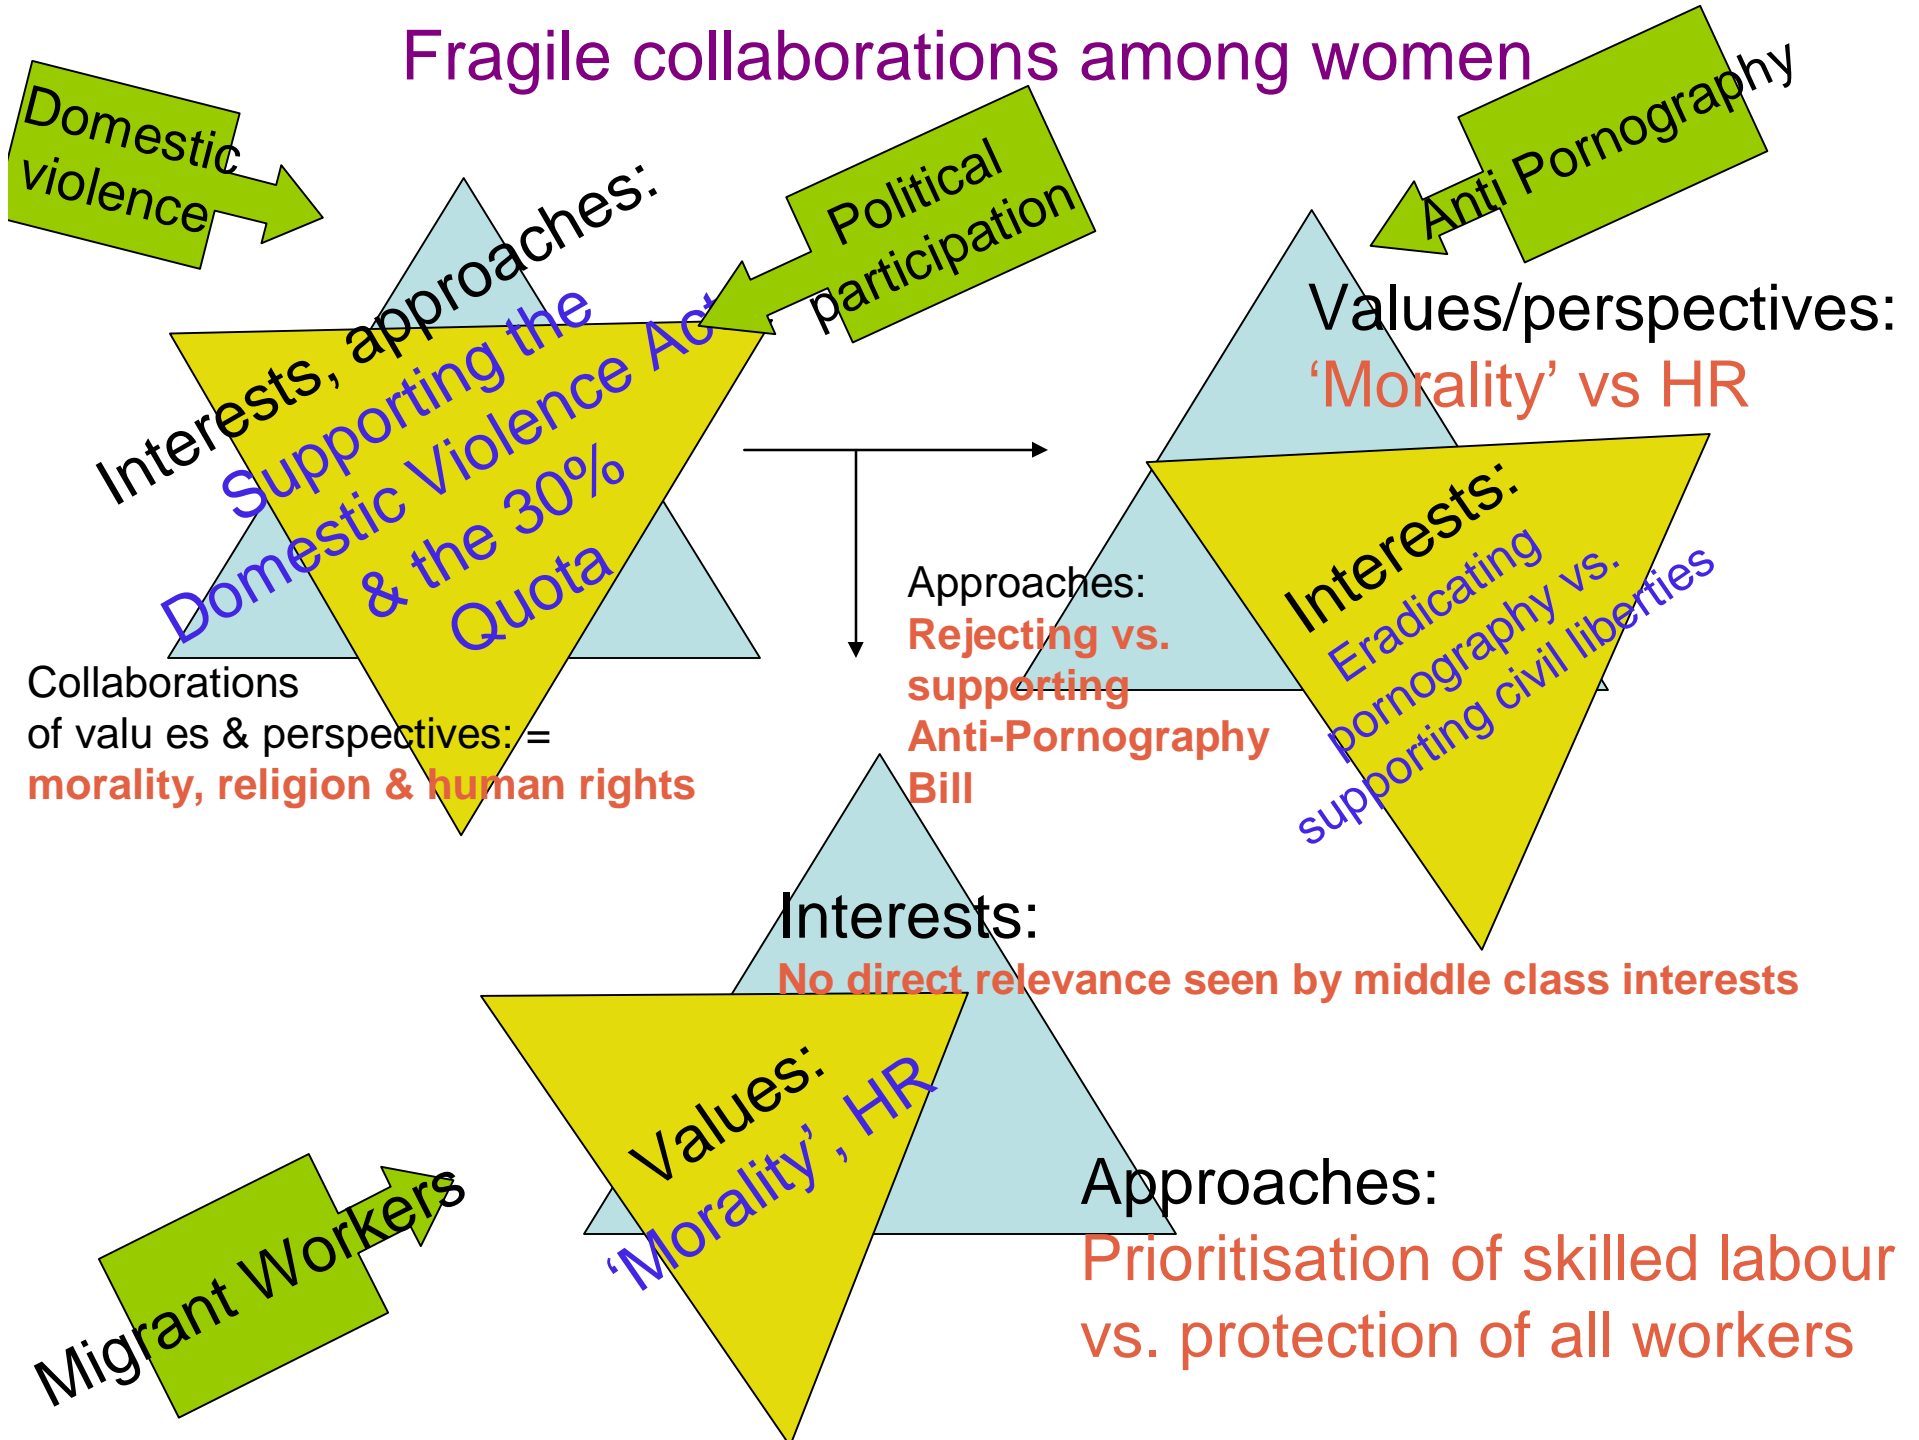 Fragile collaborations among women
Domestic
violence
Political
participation
Anti Pornography
Interests, approaches:
Supporting the
Domestic Violence Act
& the 30%
Quota
Collaborations
of valu es & perspectives: =
morality, religion & human rights
Values/perspectives:
‘Morality’ vs HR
Interests:
Eradicating
pornography vs.
supporting civil liberties
Approaches:
Rejecting vs.
supporting
Anti-Pornography
Bill
Interests:
No direct relevance seen by middle class interests
Values:
‘Morality’, HR
Migrant Workers
Approaches:
Prioritisation of skilled labour
vs. protection of all workers